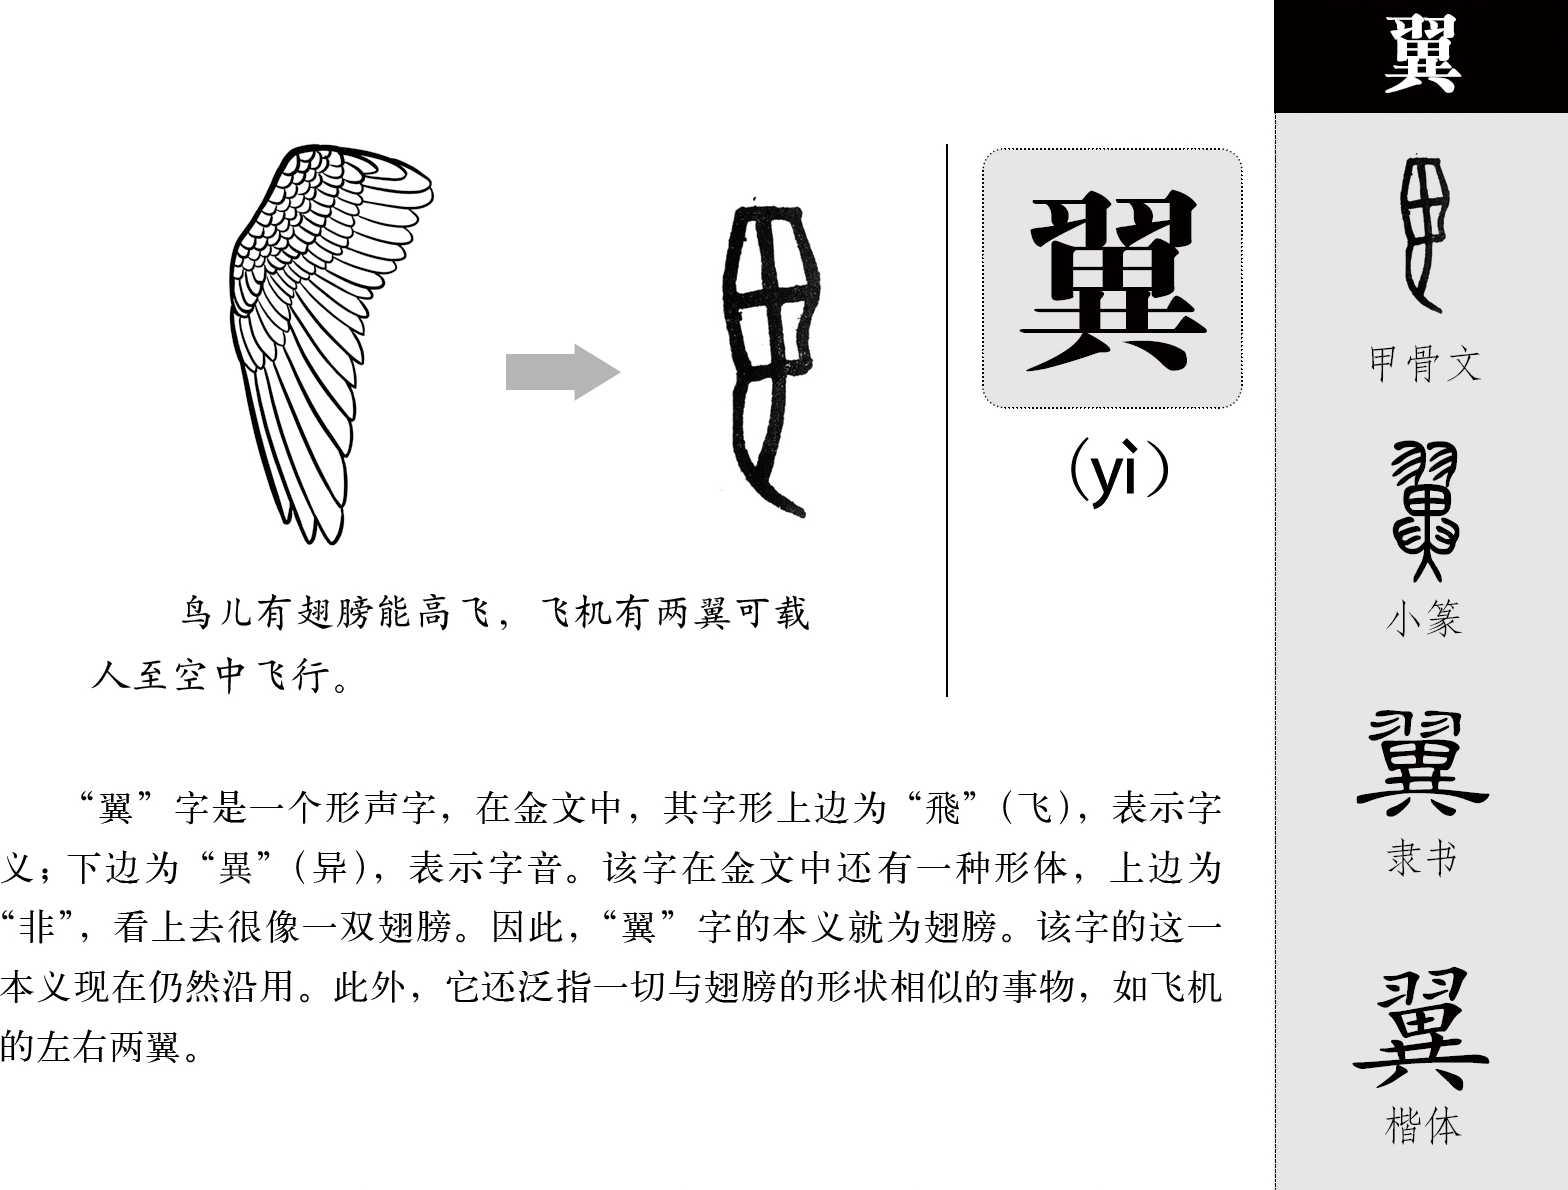 翼
(yì)
鸟儿有翅膀能高飞，飞机有两翼可载
人至空中飞行。
“翼”字是一个形声字，在金文中，其字形上边为“飛”（飞），表示字
义；下边为“異”（异），表示字音。该字在金文中还有一种形体，上边为
“非”，看上去很像一双翅膀。因此，“翼”字的本义就为翅膀。该字的这一
本义现在仍然沿用。此外，它还泛指一切与翅膀的形状相似的事物，如飞机
的左右两翼。
翼
甲骨文
翼
小篆
翼
隶书
翼
楷体